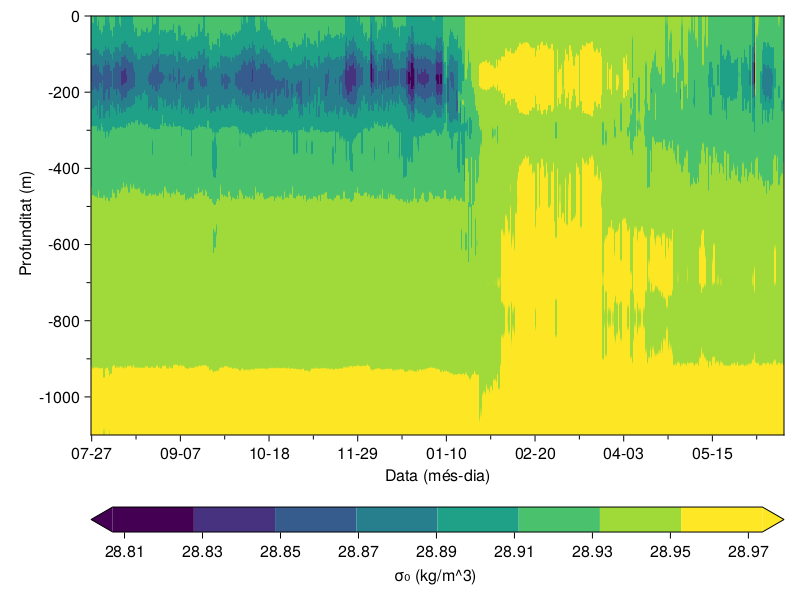 0
-200
-400
-600
-800
-1000
Profunditat (m)
07-27 09-07 10-18 11-29 01-10 02-20 04-03 05-15
Data (més-dia)
28.81 28.83 28.85 28.87 28.89 28.91 28.93 28.95 28.97
σ₀ (kg/m^3)